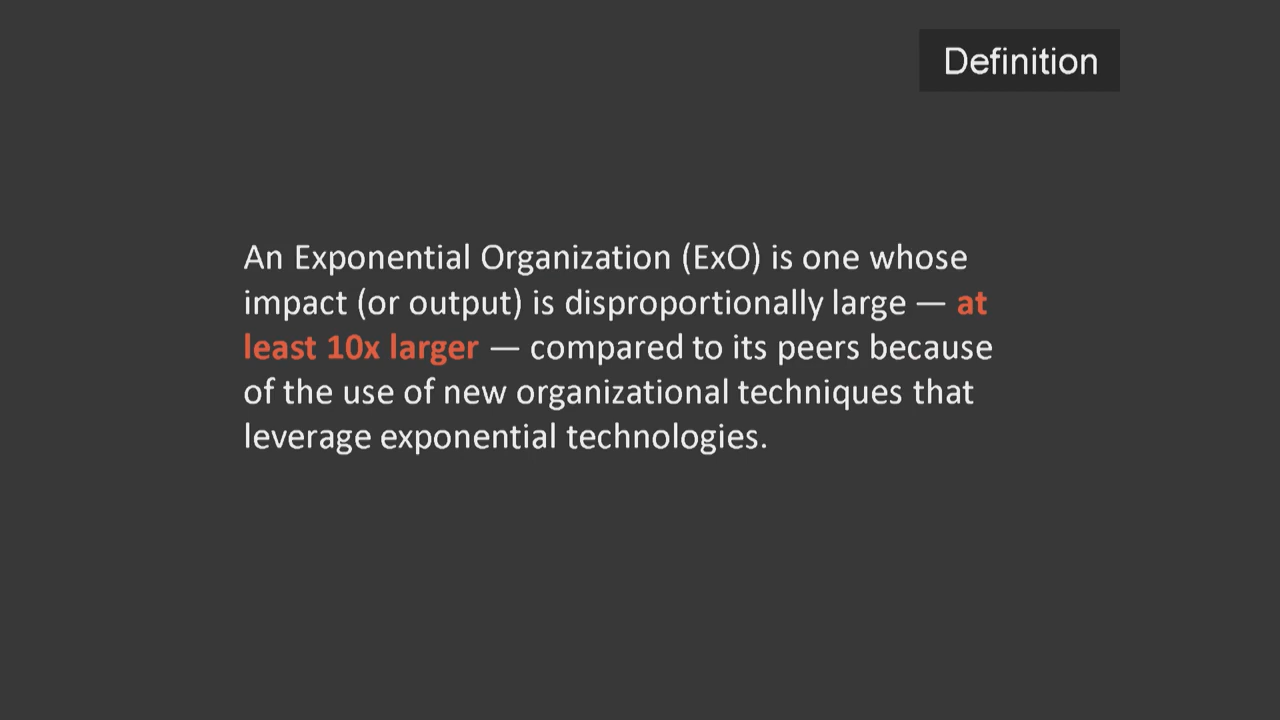 Definition
An Exponential Organization (ExO) is one whose
impact (or output) is disproportionally large — at
least 10x larger — compared to its peers because
of the use of new organizational techniques that
leverage exponential technologies.